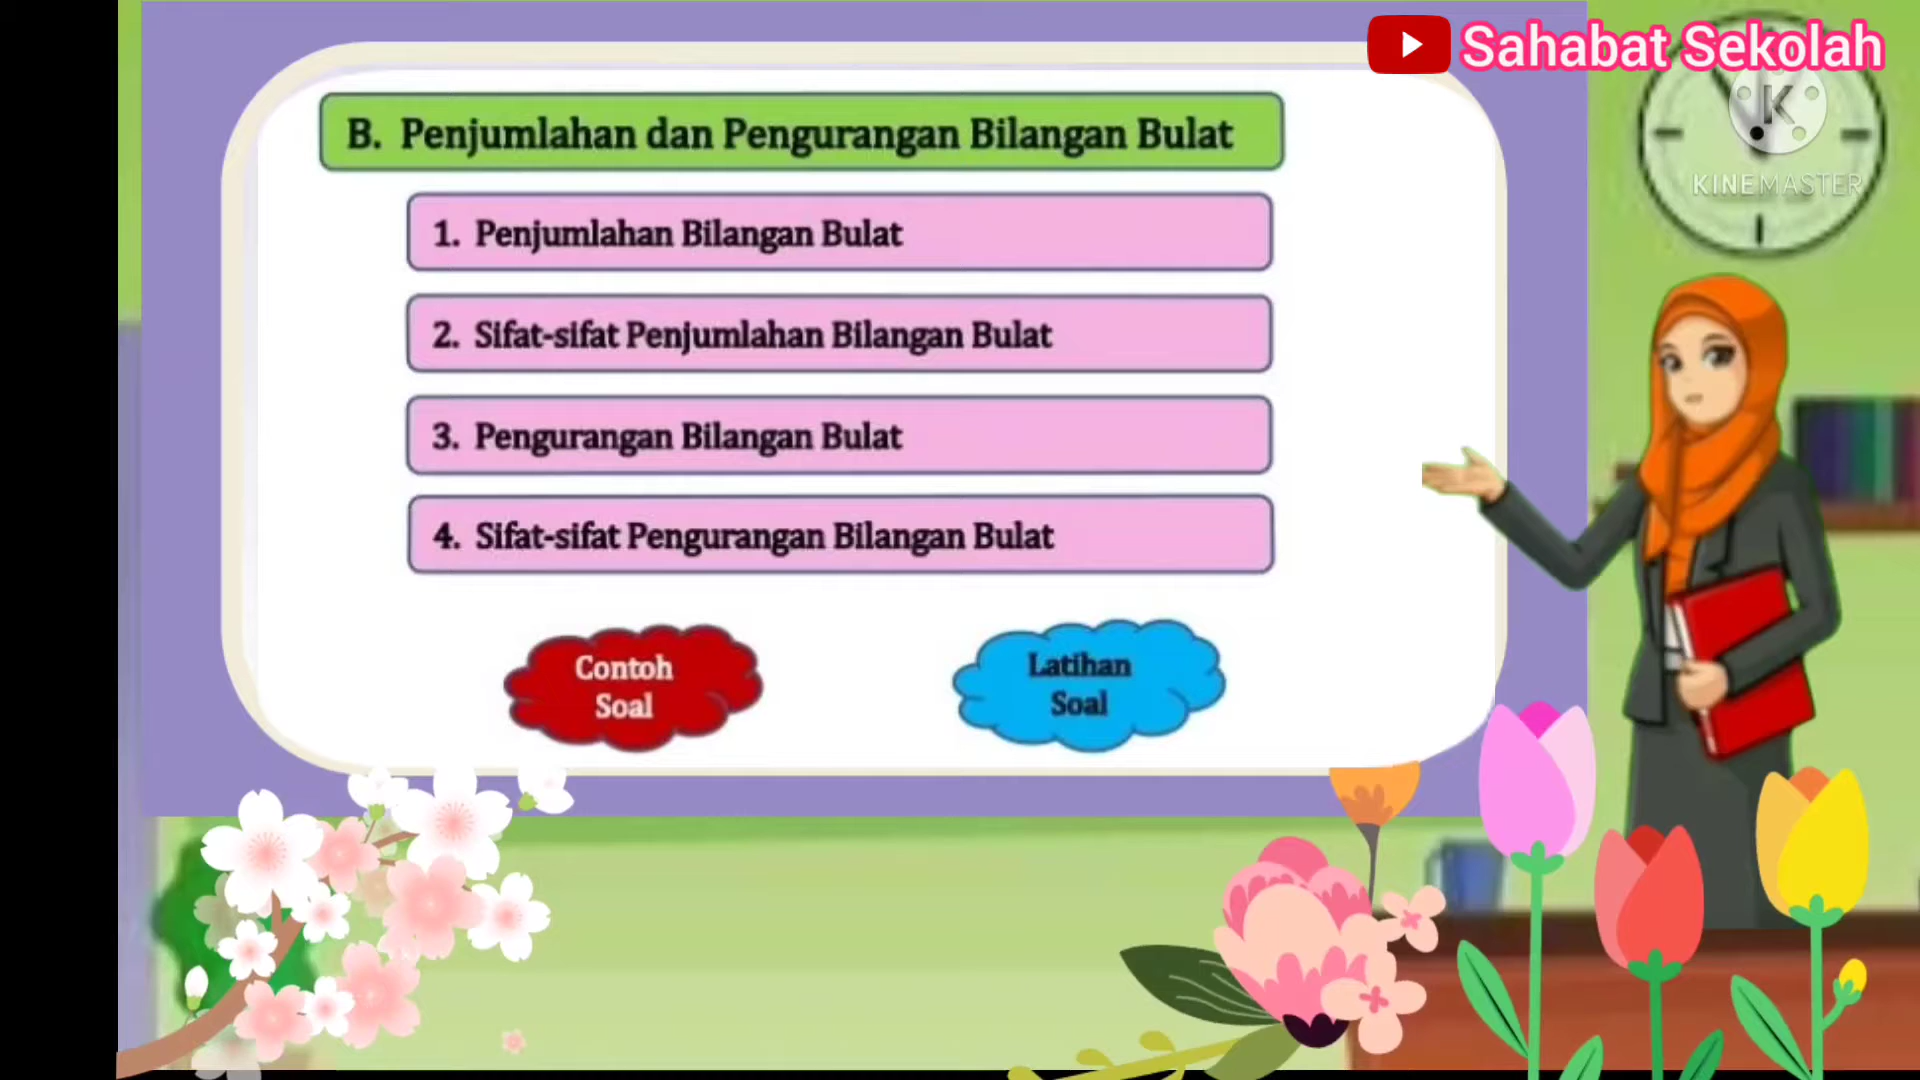 Sahabat Sekolah
K
KINEMASTER
B. Penjumlahan dan Pengurangan Bilangan Bulat
1. Penjumlahan Bilangan Bulat
2. Sifat-sifat Penjumlahan Bilangan Bulat
3. Pengurangan Bilangan Bulat
4. Sifat-sifat Pengurangan Bilangan Bulat
Contoh
Soal
Latihan
Soal